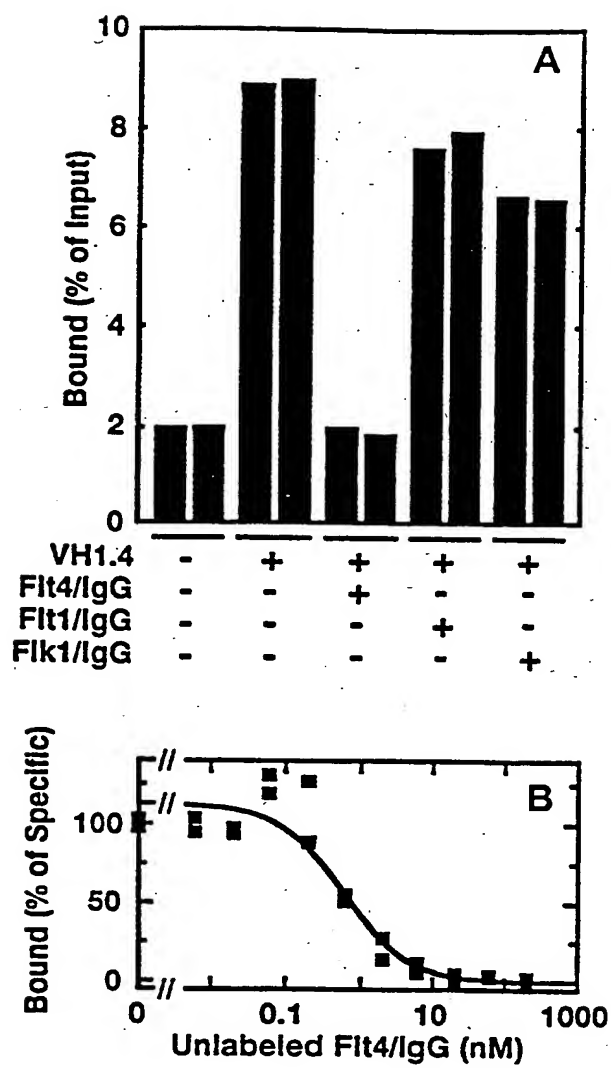 A
Bound (% of Input)
10
8
6
4
2
0
VH1.4 - + + + +
Flt4/IgG - - + - -
Flt1/IgG - - - + -
Flk1/IgG - - - - +
B
Bound (% of Specific)
100
50
0
0 0.1 10 1000
Unlabeled Flt4/IgG (nM)